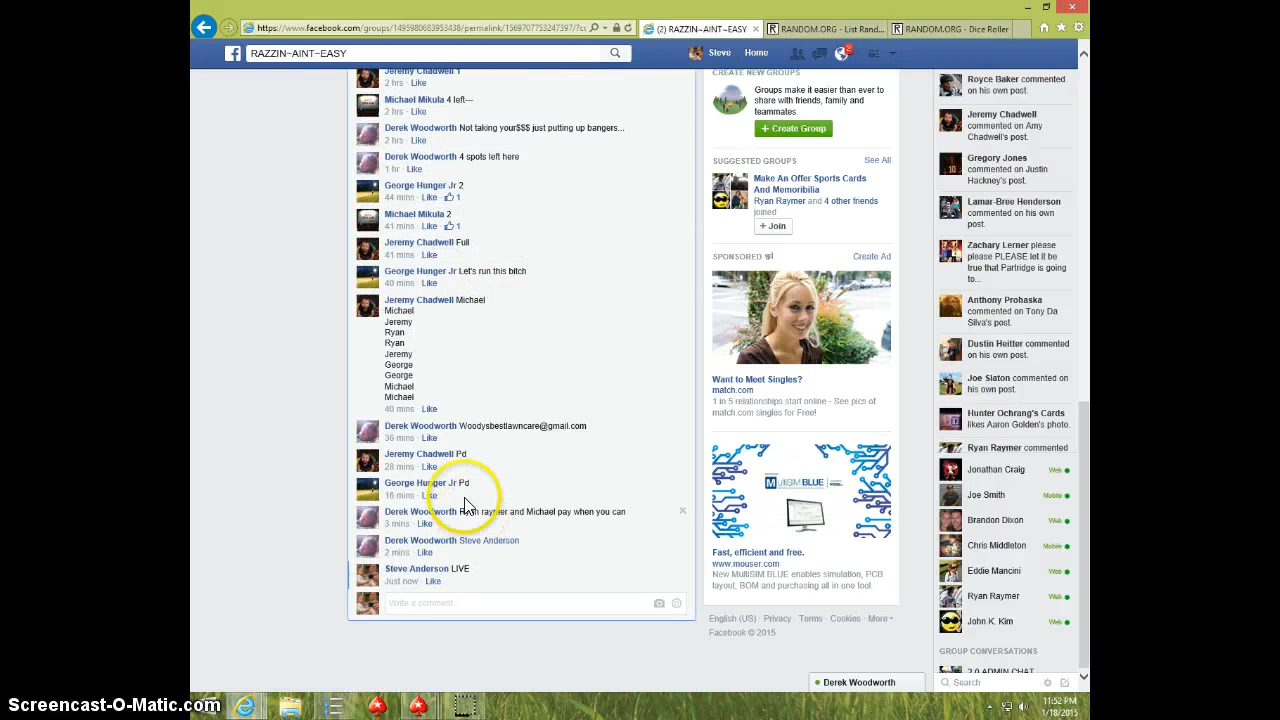 https://www.facebook.com/groups/1495980683953438/permalink/1569707753247397/?c
(2) RAZZIN~AINT~EASY
RANDOM.ORG - List Rand...
RANDOM.ORG - Dice Roller
RAZZIN~AINT~EASY
Steve
Home
2
Jeremy Chadwell 1
2 hrs · Like
Michael Mikula 4 left---
2 hrs · Like
Derek Woodworth Not taking your$$$ just putting up bangers...
2 hrs · Like
Derek Woodworth 4 spots left here
1 hr · Like
George Hunger Jr 2
44 mins · Like 1
Michael Mikula 2
41 mins · Like 1
Jeremy Chadwell Full
41 mins · Like
George Hunger Jr Let's run this bitch
40 mins · Like
Jeremy Chadwell Michael
Michael
Jeremy
Ryan
Ryan
Jeremy
George
George
Michael
Michael
40 mins · Like
Derek Woodworth Woodysbestlawncare@gmail.com
36 mins · Like
Jeremy Chadwell Pd
28 mins · Like
George Hunger Jr Pd
16 mins · Like
Derek Woodworth Ryan raymer and Michael pay when you can
3 mins · Like
Derek Woodworth Steve Anderson
2 mins · Like
Steve Anderson LIVE
Just now · Like
Write a comment...
CREATE NEW GROUPS
Groups make it easier than ever to
share with friends, family and
teammates.
+ Create Group
SUGGESTED GROUPS See All
Make An Offer Sports Cards
And Memoribilia
Ryan Raymer and 4 other friends
joined
+ Join
SPONSORED Create Ad
Want to Meet Singles?
match.com
1 in 5 relationships start online - See pics of
match.com singles for Free!
MultiSIM BLUE
Fast, efficient and free.
www.mouser.com
New MultiSIM BLUE enables simulation, PCB
layout, BOM and purchasing all in one tool.
English (US) · Privacy · Terms · Cookies · More
Facebook © 2015
Royce Baker commented
on his own post.
Jeremy Chadwell
commented on Amy
Chadwell's post.
Gregory Jones
commented on Justin
Hackney's post.
Lamar-Bree Henderson
commented on his own
post.
Zachary Lerner please
please PLEASE let it be
true that Partridge is going
to...
Anthony Prohaska
commented on Tony Da
Silva's post.
Dustin Heitter commented
on his own post.
Joe Slaton commented on
his own post.
Hunter Ochrang's Cards
likes Aaron Golden's photo.
Ryan Raymer commented
Jonathan Craig Web
Joe Smith Mobile
Brandon Dixon Web
Chris Middleton Mobile
Eddie Mancini Web
Ryan Raymer Web
John K. Kim Web
GROUP CONVERSATIONS
2.0 ADMIN CHAT
Search
Derek Woodworth
11:52 PM
1/18/2015
Screencast-O-Matic.com